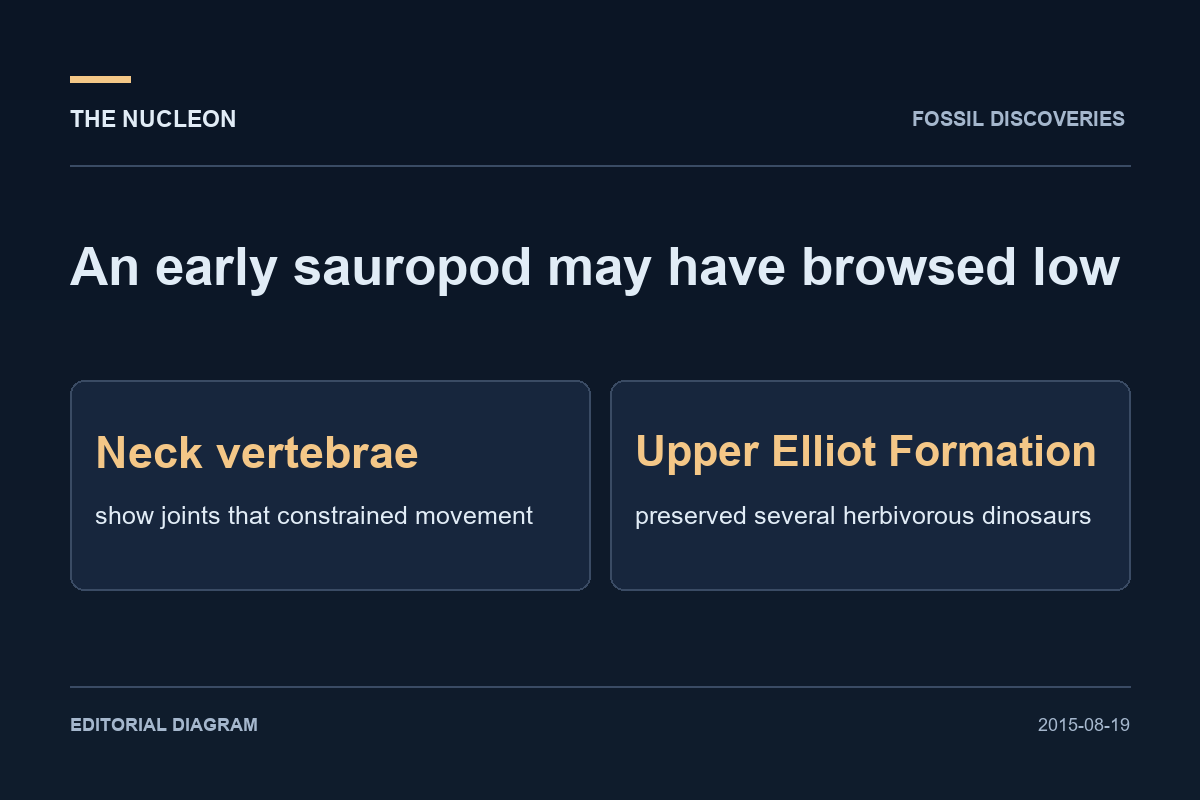 THE NUCLEON
FOSSIL DISCOVERIES
An early sauropod may have browsed low
Neck vertebrae
show joints that constrained movement
Upper Elliot Formation
preserved several herbivorous dinosaurs
EDITORIAL DIAGRAM
2015-08-19